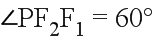 ∠PF₂F₁ = 60°